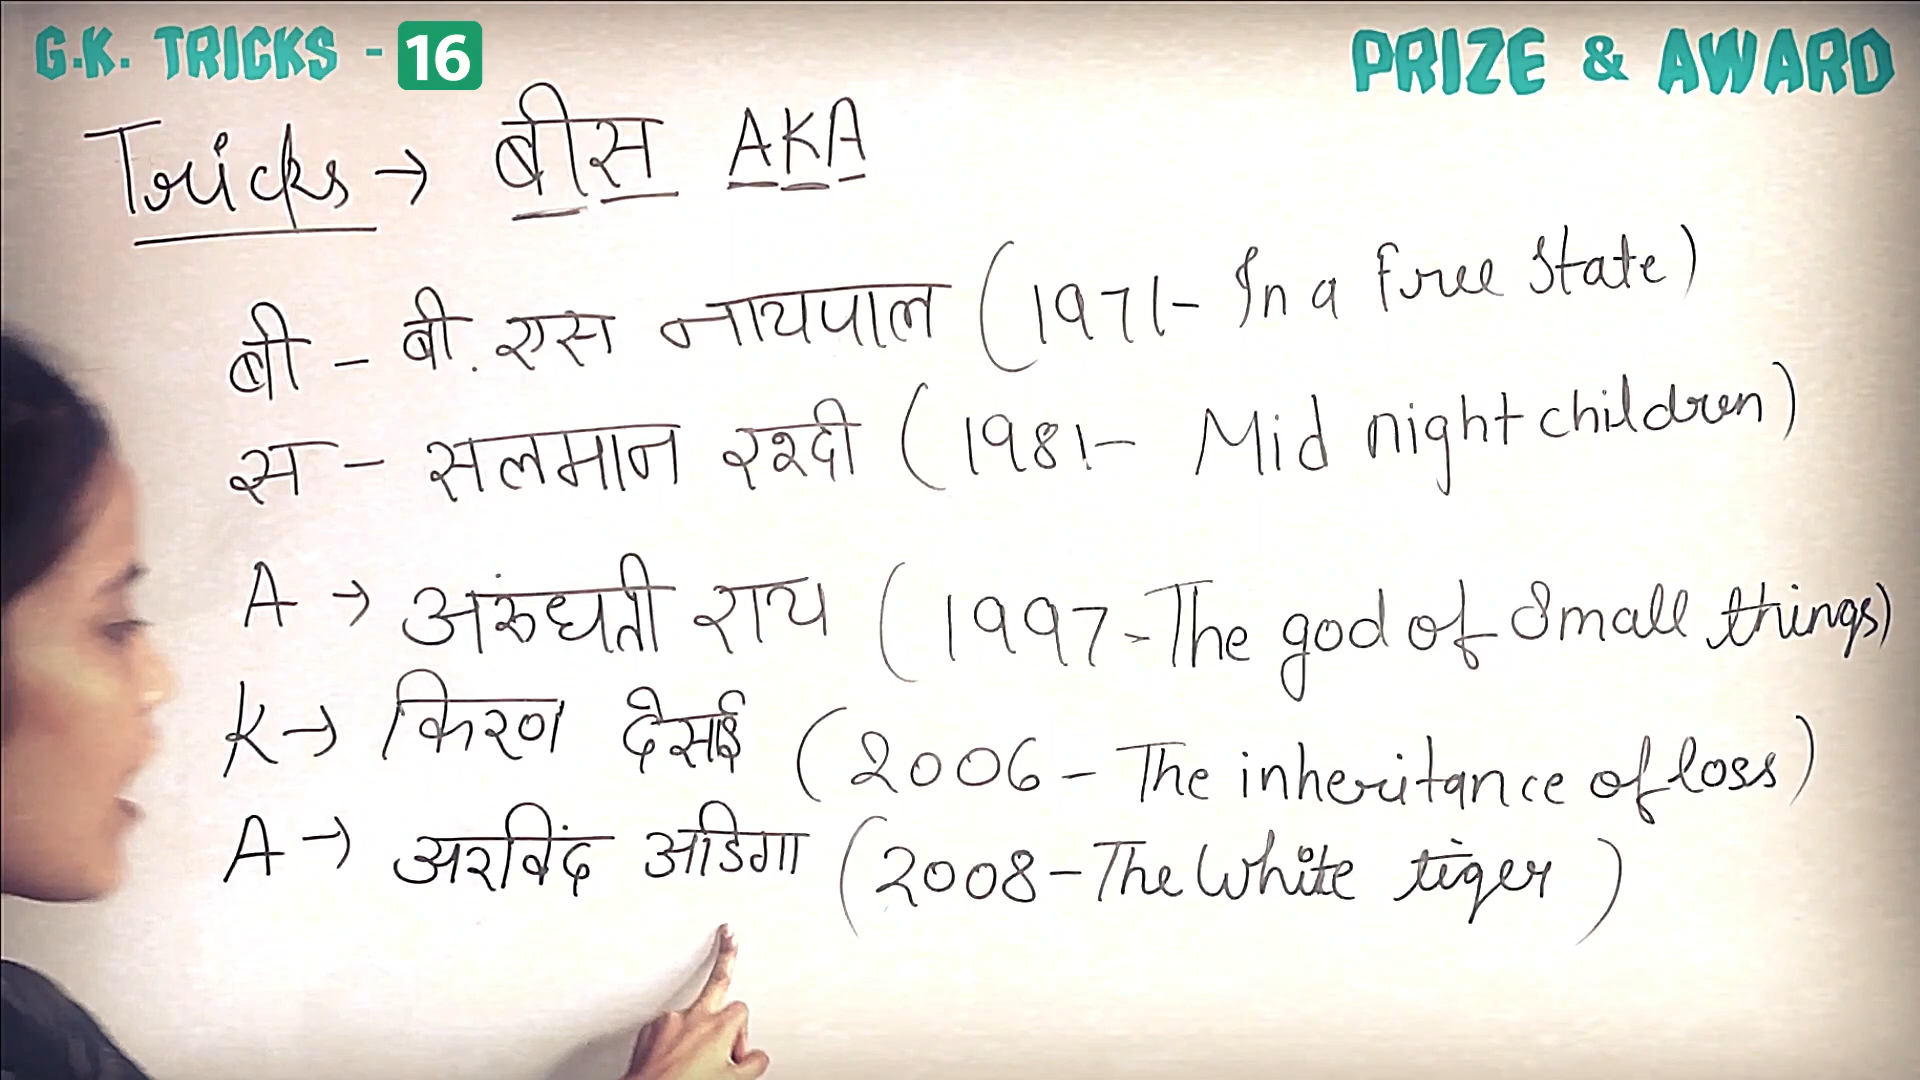 G.K. TRICKS - 16
PRIZE & AWARD
Tricks → बीस AKA
बी - बी. एस नायपाल (1971- In a free state)
स - सलमान रश्दी (1981- Mid night children)
A → अरुंधती राय (1997-The god of small things)
K → किरण देसाई (2006 - The inheritance of loss)
A → अरविंद अडिगा (2008-The White tiger)